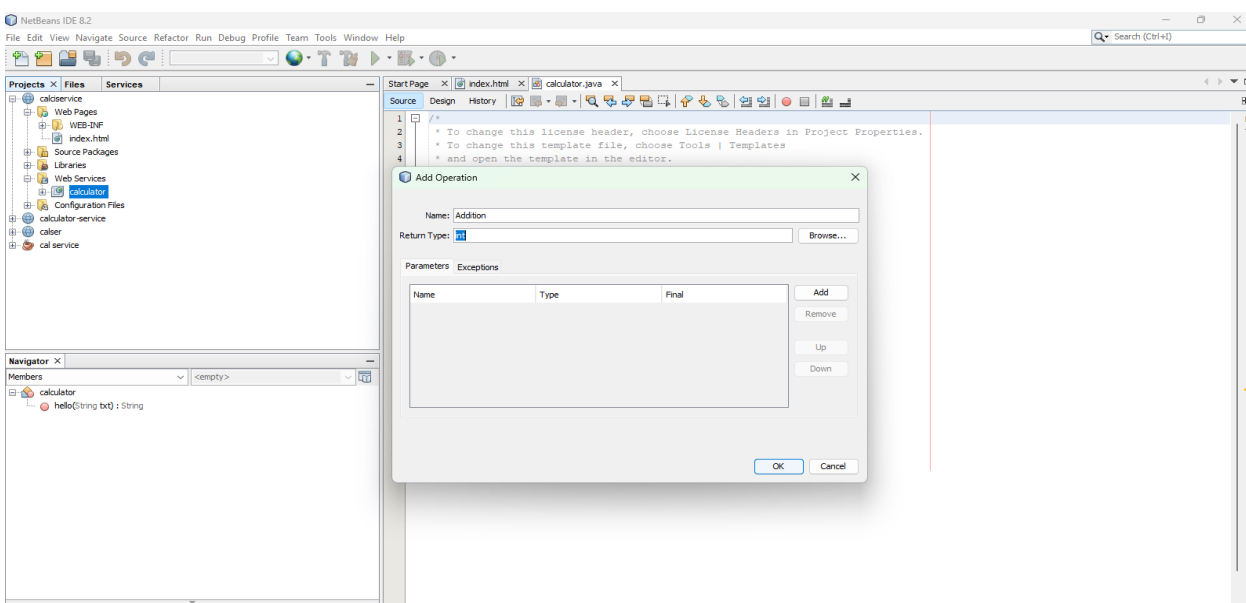 NetBeans IDE 8.2
File Edit View Navigate Source Refactor Run Debug Profile Team Tools Window Help
Search (Ctrl+I)
Projects Files Services
calciservice
Web Pages
WEB-INF
index.html
Source Packages
Libraries
Web Services
calculator
Configuration Files
calculator-service
calser
cal service
Navigator
Members <empty>
calculator
hello(String txt) : String
Start Page index.html calculator.java
Source Design History
1 /*
2 * To change this license header, choose License Headers in Project Properties.
3 * To change this template file, choose Tools | Templates
4 * and open the template in the editor.
Add Operation
Name: Addition
Return Type: int Browse...
Parameters Exceptions
Name Type Final
Add
Remove
Up
Down
OK Cancel